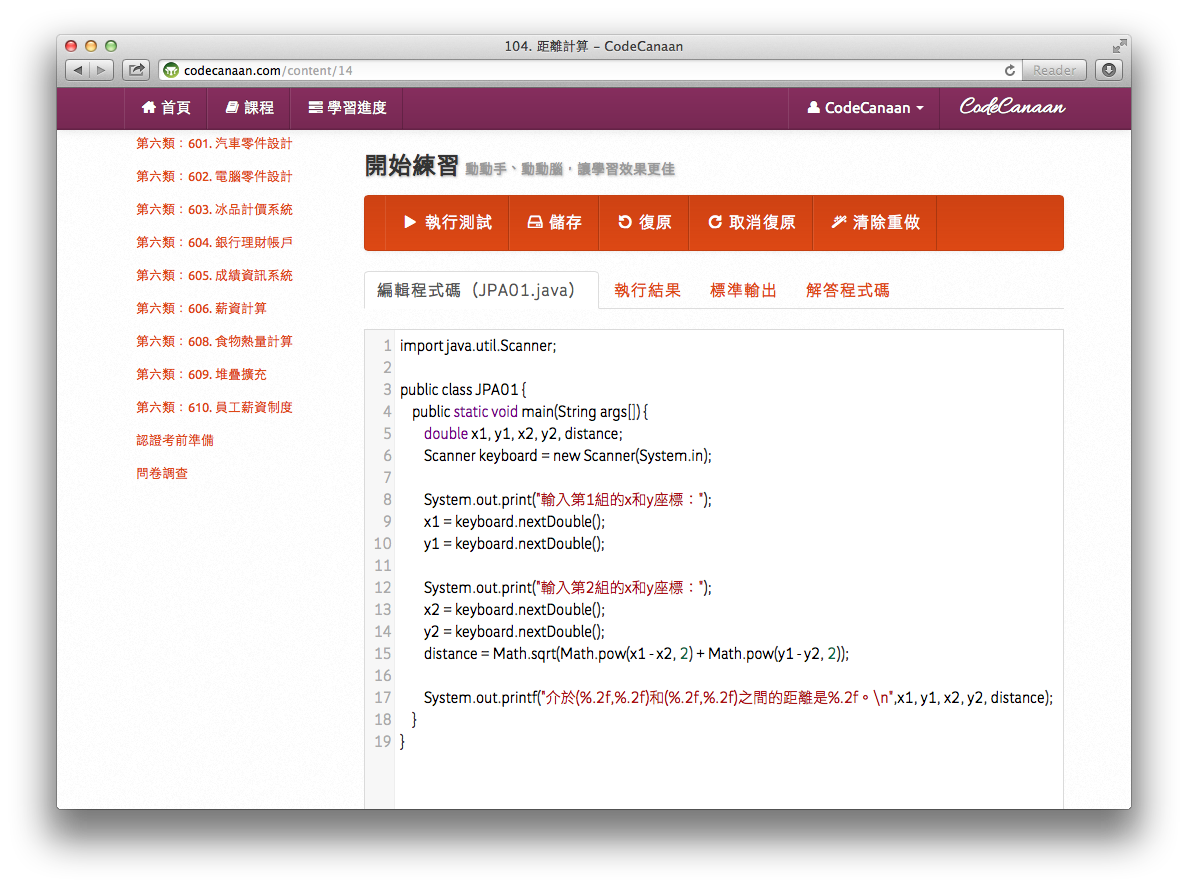 104. 距離計算 – CodeCanaan
codecanaan.com/content/14
Reader
首頁 課程 學習進度 CodeCanaan CodeCanaan
第六類：601. 汽車零件設計
第六類：602. 電腦零件設計
第六類：603. 冰品計價系統
第六類：604. 銀行理財帳戶
第六類：605. 成績資訊系統
第六類：606. 薪資計算
第六類：608. 食物熱量計算
第六類：609. 堆疊擴充
第六類：610. 員工薪資制度
認證考前準備
問卷調查
開始練習 動動手、動動腦，讓學習效果更佳
執行測試 儲存 復原 取消復原 清除重做
編輯程式碼（JPA01.java） 執行結果 標準輸出 解答程式碼
1 import java.util.Scanner;
2
3 public class JPA01 {
4 public static void main(String args[]) {
5 double x1, y1, x2, y2, distance;
6 Scanner keyboard = new Scanner(System.in);
7
8 System.out.print("輸入第1組的x和y座標：");
9 x1 = keyboard.nextDouble();
10 y1 = keyboard.nextDouble();
11
12 System.out.print("輸入第2組的x和y座標：");
13 x2 = keyboard.nextDouble();
14 y2 = keyboard.nextDouble();
15 distance = Math.sqrt(Math.pow(x1 - x2, 2) + Math.pow(y1 - y2, 2));
16
17 System.out.printf("介於(%.2f,%.2f)和(%.2f,%.2f)之間的距離是%.2f。\n",x1, y1, x2, y2, distance);
18 }
19 }